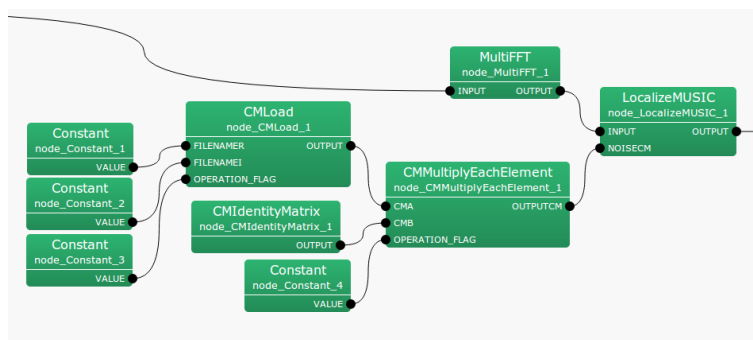 MultiFFT
node_MultiFFT_1
INPUT OUTPUT
LocalizeMUSIC
node_LocalizeMUSIC_1
INPUT OUTPUT
NOISECM
CMLoad
node_CMLoad_1
FILENAMER OUTPUT
FILENAMEI
OPERATION_FLAG
Constant
node_Constant_1
VALUE
Constant
node_Constant_2
VALUE
Constant
node_Constant_3
VALUE
CMMultiplyEachElement
node_CMMultiplyEachElement_1
CMA OUTPUTCM
CMB
OPERATION_FLAG
CMIdentityMatrix
node_CMIdentityMatrix_1
OUTPUT
Constant
node_Constant_4
VALUE